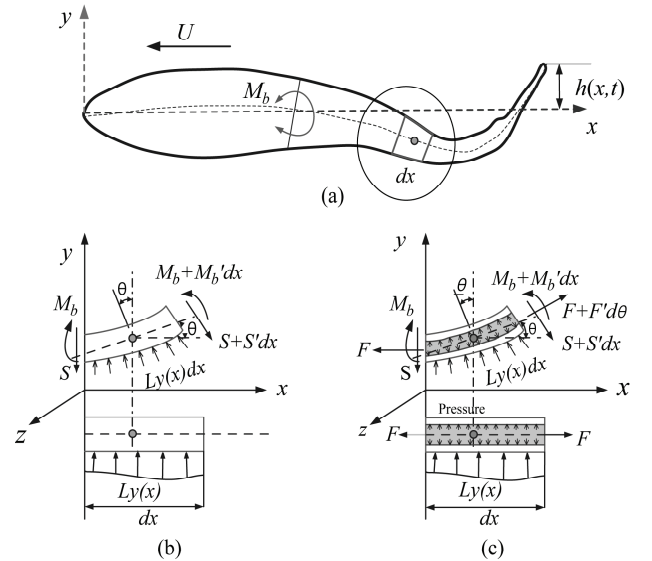 y
U
h(x,t)
M_b
x
dx
(a)
y
θ
M_b+M_b'dx
M_b
θ
S+S'dx
S
Ly(x)dx
x
z
Ly(x)
dx
(b)
y
θ
M_b+M_b'dx
M_b
F+F'dθ
θ
F
S+S'dx
S
Ly(x)dx
x
z
Pressure
F
F
Ly(x)
dx
(c)